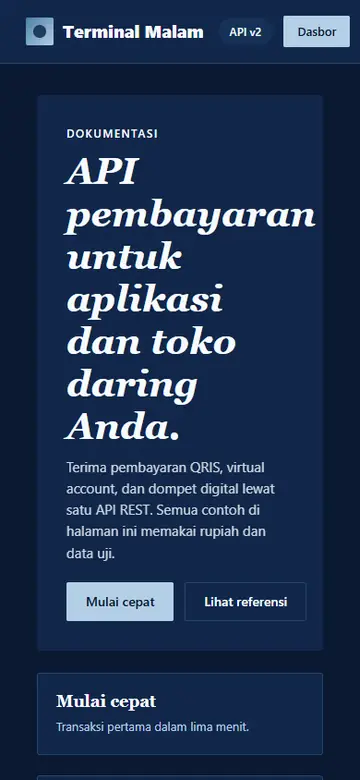 Terminal Malam
API v2
Dasbor
DOKUMENTASI
API
pembayaran
untuk
aplikasi
dan toko
daring
Anda.
Terima pembayaran QRIS, virtual
account, dan dompet digital lewat
satu API REST. Semua contoh di
halaman ini memakai rupiah dan
data uji.
Mulai cepat
Lihat referensi
Mulai cepat
Transaksi pertama dalam lima menit.